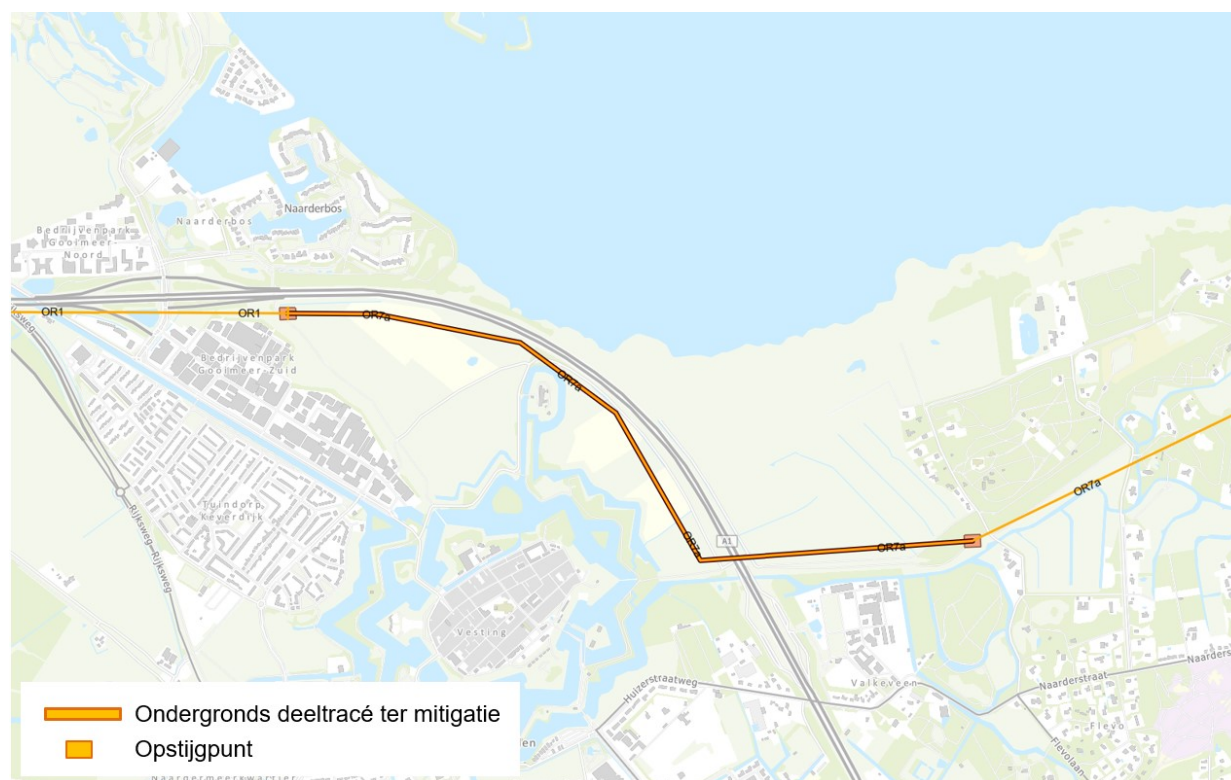 Naarderbos
Naarderbos
Bedrijvenpark
Gooimeer-
Noord
OR1
OR1
OR7a
Bedrijvenpark
Gooimeer-Zuid
OR7a
Tuindorp
Keverdijk
Rijksweg
Rijksweg
OR7a
A1
OR7a
OR7a
Vesting
Huizerstraatweg
Valkeveen
Naarderstraat
Flevo
Flevolaan
Ondergronds deeltracé ter mitigatie
Opstijgpunt